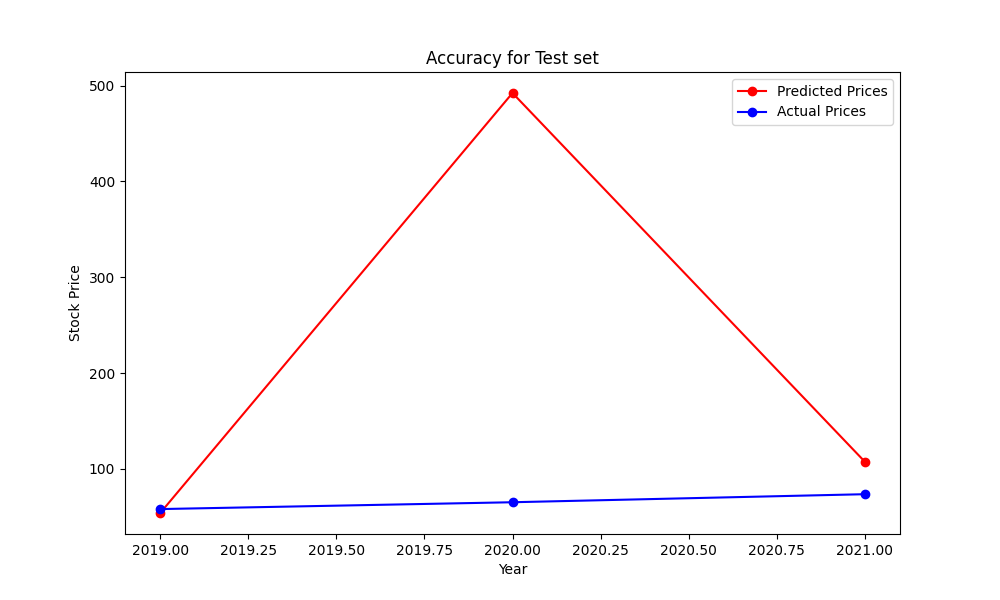 Accuracy for Test set
Predicted Prices
Actual Prices
500
400
300
200
100
Stock Price
2019.00 2019.25 2019.50 2019.75 2020.00 2020.25 2020.50 2020.75 2021.00
Year